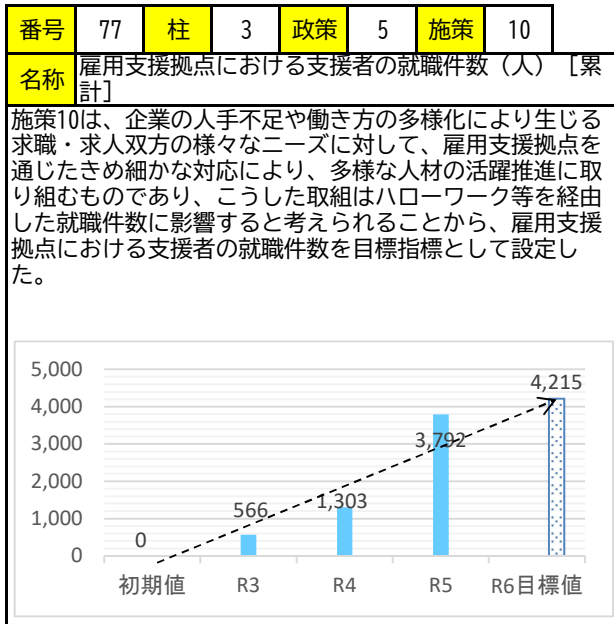 番号 77 柱 3 政策 5 施策 10
名称 雇用支援拠点における支援者の就職件数（人）［累
計］
施策10は、企業の人手不足や働き方の多様化により生じる
求職・求人双方の様々なニーズに対して、雇用支援拠点を
通じたきめ細かな対応により、多様な人材の活躍推進に取
り組むものであり、こうした取組はハローワーク等を経由
した就職件数に影響すると考えられることから、雇用支援
拠点における支援者の就職件数を目標指標として設定し
た。
5,000
4,215
4,000
3,792
3,000
2,000
1,303
1,000
566
0
0
初期値 R3 R4 R5 R6目標値